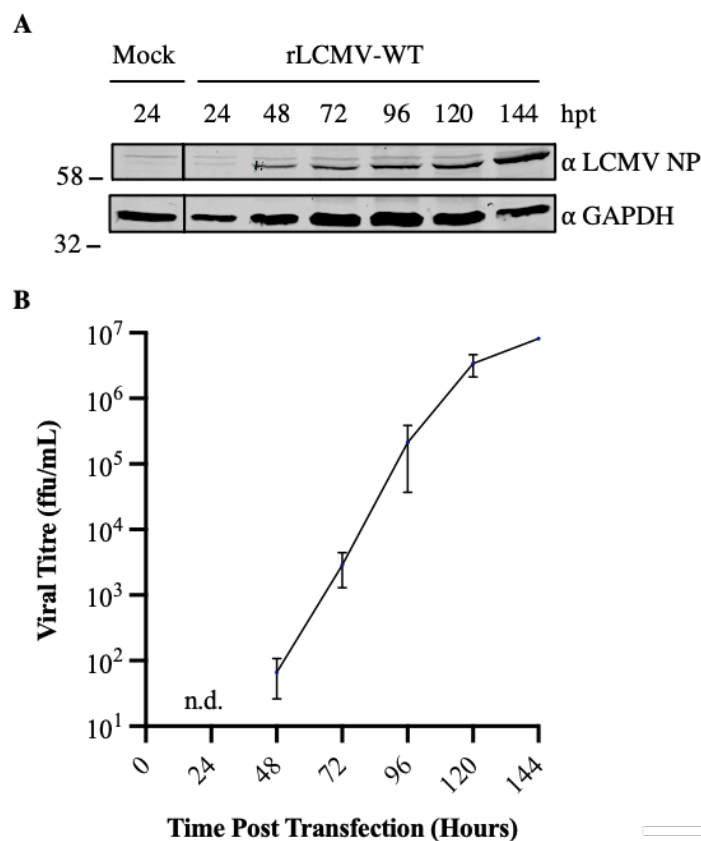 A
Mock rLCMV-WT
24 24 48 72 96 120 144 hpt
58 – α LCMV NP
α GAPDH
32 –
B
10⁷
10⁶
10⁵
10⁴
10³
10²
10¹
Viral Titre (ffu/mL)
n.d.
0 24 48 72 96 120 144
Time Post Transfection (Hours)